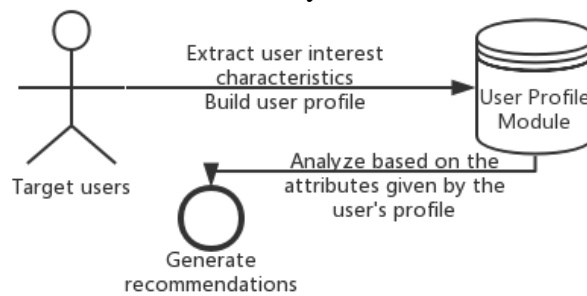 Extract user interest
characteristics
Build user profile
User Profile
Module
Target users
Analyze based on the
attributes given by the
user's profile
Generate
recommendations